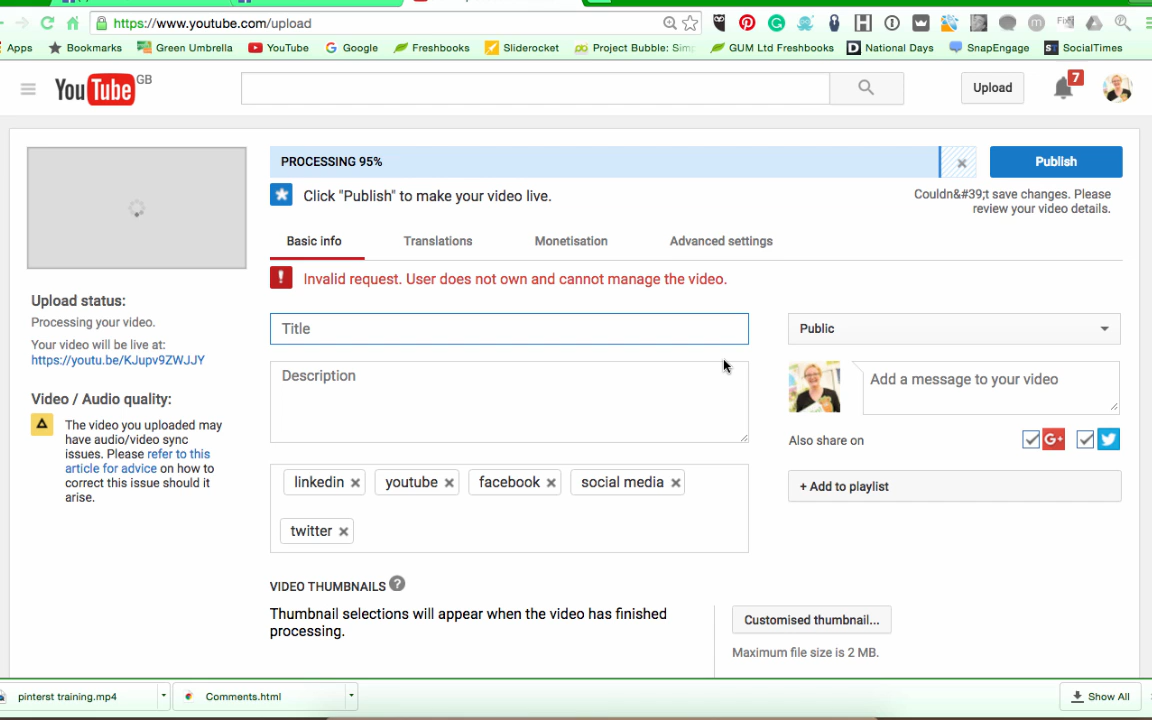 https://www.youtube.com/upload
Apps Bookmarks Green Umbrella YouTube Google Freshbooks Sliderocket Project Bubble: Sim GUM Ltd Freshbooks National Days SnapEngage SocialTimes
YouTube GB
Upload
7
PROCESSING 95%
Publish
Click "Publish" to make your video live.
Couldn&#39;t save changes. Please
review your video details.
Basic info Translations Monetisation Advanced settings
Invalid request. User does not own and cannot manage the video.
Upload status:
Processing your video.
Your video will be live at:
https://youtu.be/KJupv9ZWJJY
Video / Audio quality:
The video you uploaded may
have audio/video sync
issues. Please refer to this
article for advice on how to
correct this issue should it
arise.
Title
Description
linkedin youtube facebook social media
twitter
Public
Add a message to your video
Also share on
G+
+ Add to playlist
VIDEO THUMBNAILS ?
Thumbnail selections will appear when the video has finished
processing.
Customised thumbnail...
Maximum file size is 2 MB.
pinterst training.mp4 Comments.html Show All